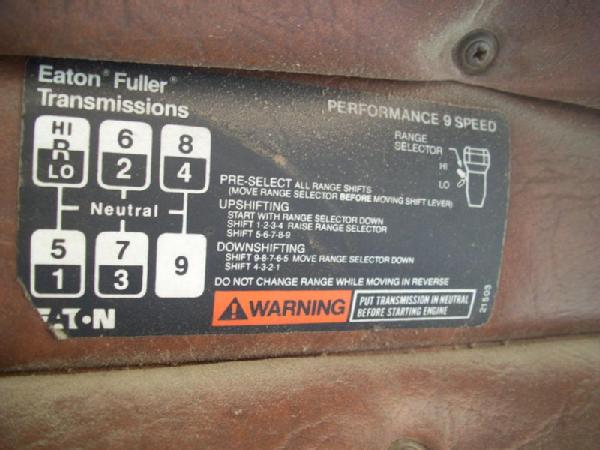 Eaton® Fuller®
Transmissions
PERFORMANCE 9 SPEED
HI
R
LO
6
2
8
4
Neutral
5
1
7
3
9
RANGE
SELECTOR
HI
LO
PRE-SELECT ALL RANGE SHIFTS
(MOVE RANGE SELECTOR BEFORE MOVING SHIFT LEVER)
UPSHIFTING
START WITH RANGE SELECTOR DOWN
SHIFT 1-2-3-4 RAISE RANGE SELECTOR
SHIFT 5-6-7-8-9
DOWNSHIFTING
SHIFT 9-8-7-6-5 MOVE RANGE SELECTOR DOWN
SHIFT 4-3-2-1
DO NOT CHANGE RANGE WHILE MOVING IN REVERSE
WARNING
PUT TRANSMISSION IN NEUTRAL
BEFORE STARTING ENGINE
21503
EATON